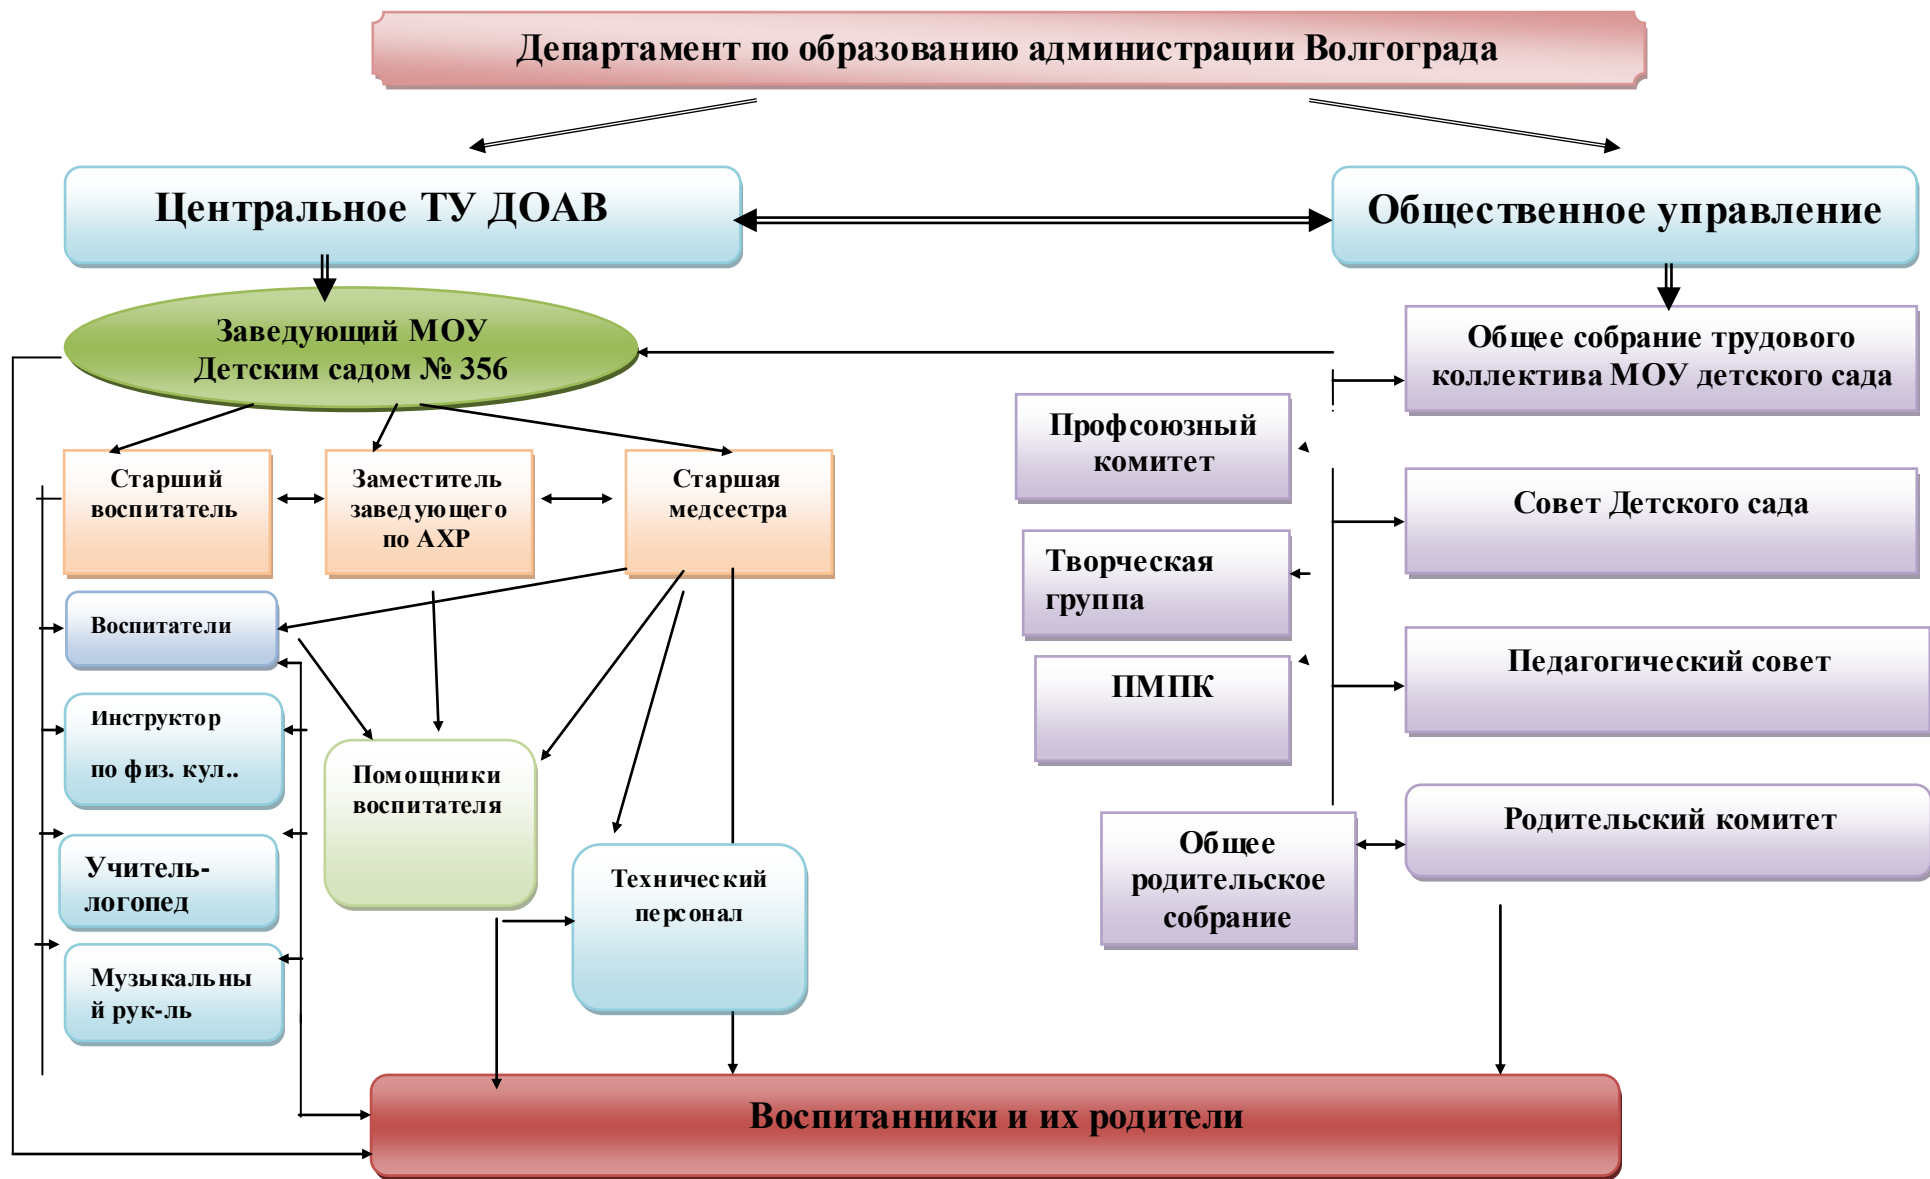 Департамент по образованию администрации Волгограда
Центральное ТУ ДОАВ
Общественное управление
Заведующий МОУ
Детским садом № 356
Общее собрание трудового
коллектива МОУ детского сада
Профсоюзный
комитет
Старший
воспитатель
Заместитель
заведующего
по АХР
Старшая
медсестра
Совет Детского сада
Творческая
группа
Воспитатели
Педагогический совет
ПМПК
Инструктор
по физ. кул..
Помощники
воспитателя
Родительский комитет
Общее
родительское
собрание
Учитель-
логопед
Технический
персонал
Музыкальны
й рук-ль
Воспитанники и их родители